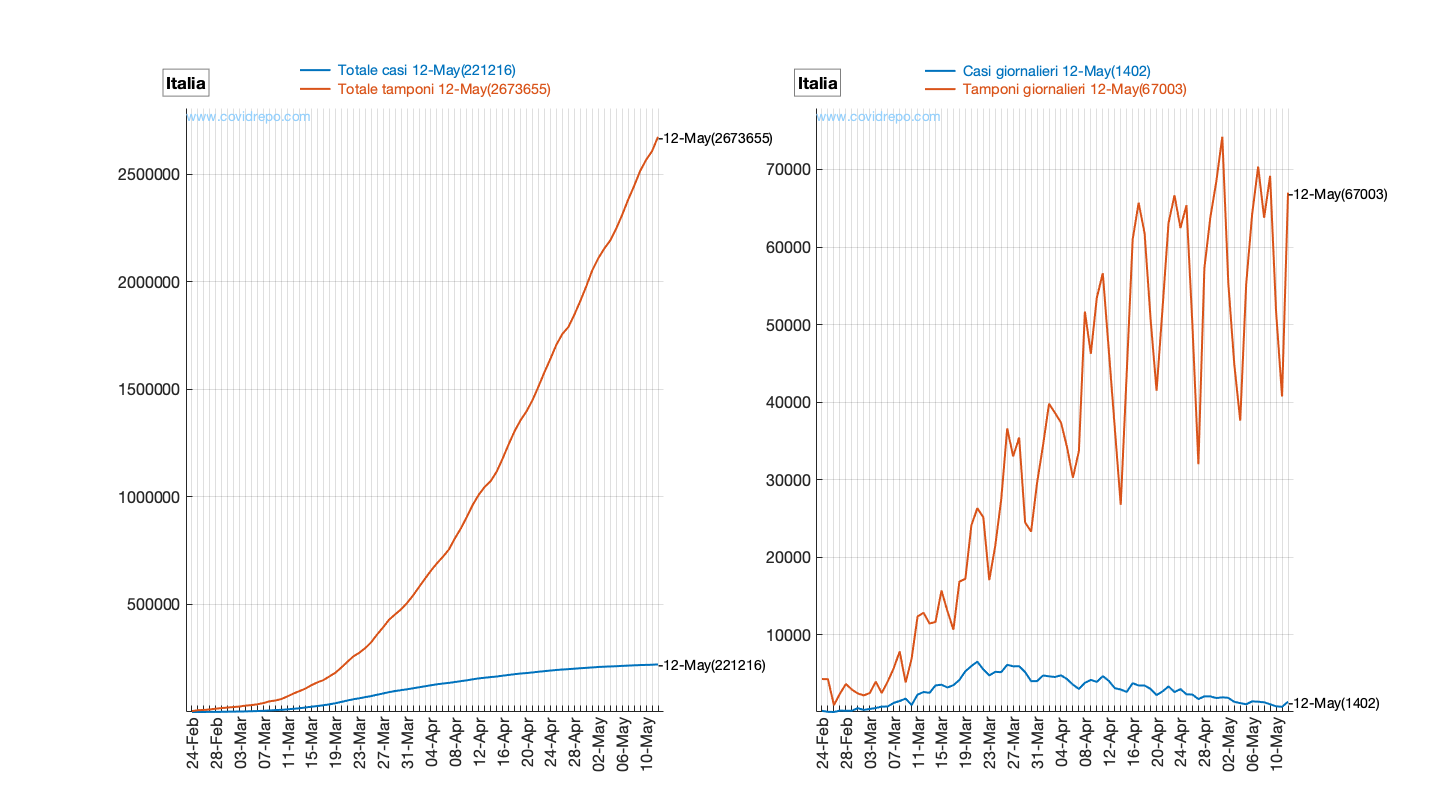 Italia
Totale casi 12-May(221216)
Totale tamponi 12-May(2673655)
www.covidrepo.com
12-May(2673655)
2500000
2000000
1500000
1000000
500000
12-May(221216)
24-Feb
28-Feb
03-Mar
07-Mar
11-Mar
15-Mar
19-Mar
23-Mar
27-Mar
31-Mar
04-Apr
08-Apr
12-Apr
16-Apr
20-Apr
24-Apr
28-Apr
02-May
06-May
10-May
Italia
Casi giornalieri 12-May(1402)
Tamponi giornalieri 12-May(67003)
www.covidrepo.com
70000
12-May(67003)
60000
50000
40000
30000
20000
10000
12-May(1402)
24-Feb
28-Feb
03-Mar
07-Mar
11-Mar
15-Mar
19-Mar
23-Mar
27-Mar
31-Mar
04-Apr
08-Apr
12-Apr
16-Apr
20-Apr
24-Apr
28-Apr
02-May
06-May
10-May